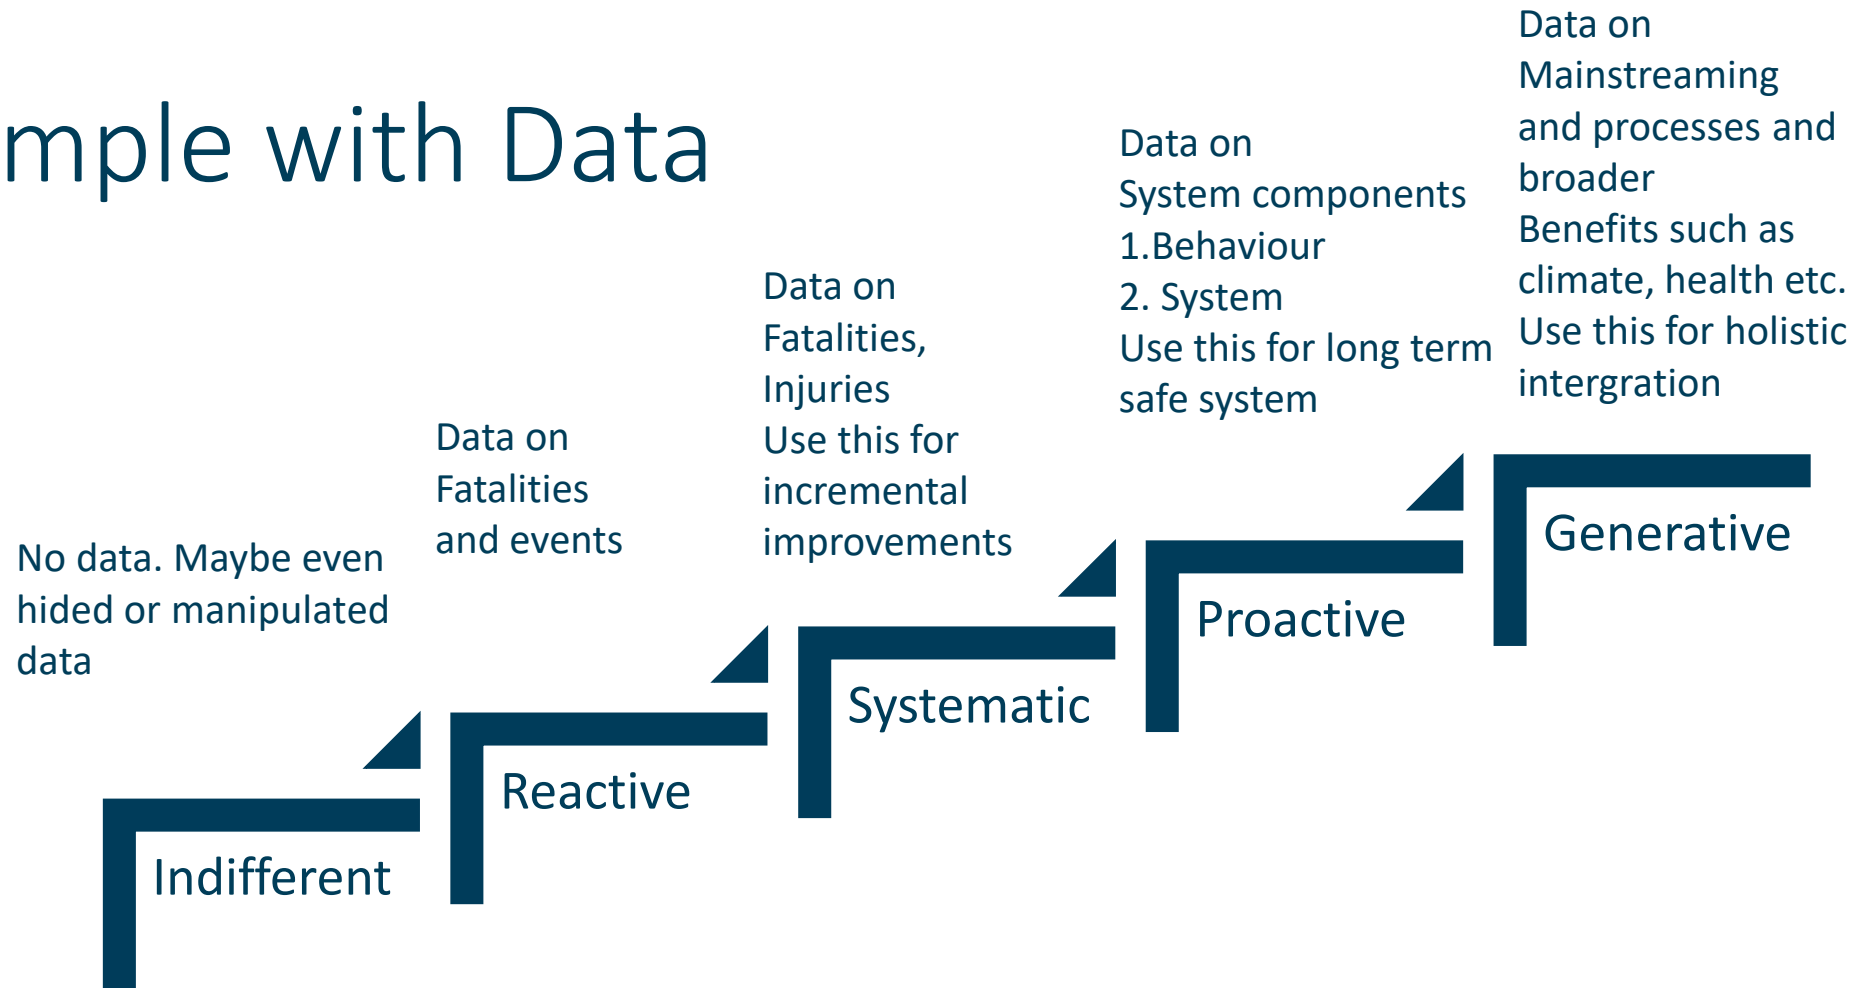 mple with Data
No data. Maybe even
hided or manipulated
data
Indifferent
Data on
Fatalities
and events
Reactive
Data on
Fatalities,
Injuries
Use this for
incremental
improvements
Systematic
Data on
System components
1.Behaviour
2. System
Use this for long term
safe system
Proactive
Data on
Mainstreaming
and processes and
broader
Benefits such as
climate, health etc.
Use this for holistic
intergration
Generative